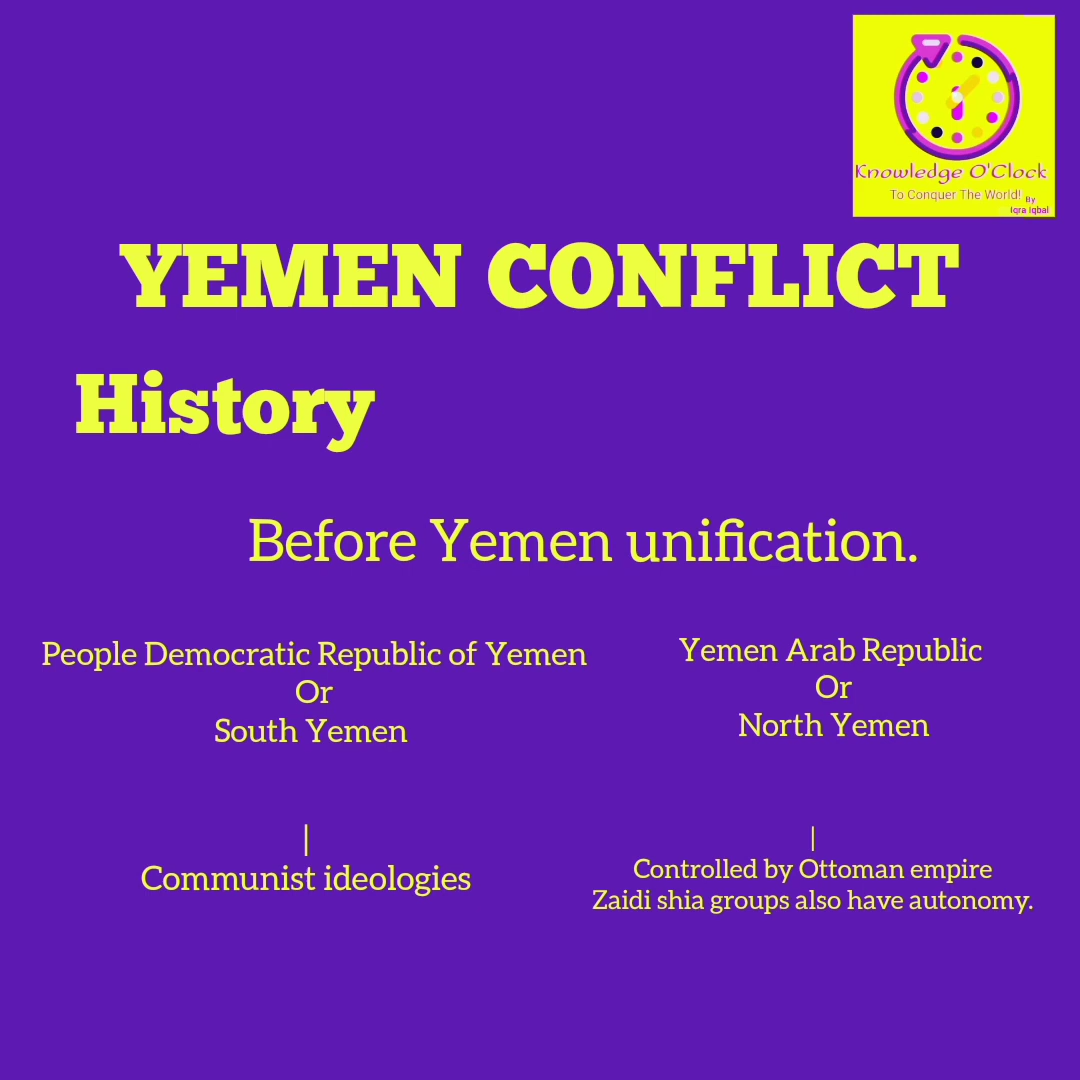 Knowledge O'Clock
To Conquer The World!
By
Iqra Iqbal
YEMEN CONFLICT
History
Before Yemen unification.
People Democratic Republic of Yemen
Or
South Yemen
|
Communist ideologies
Yemen Arab Republic
Or
North Yemen
|
Controlled by Ottoman empire
Zaidi shia groups also have autonomy.